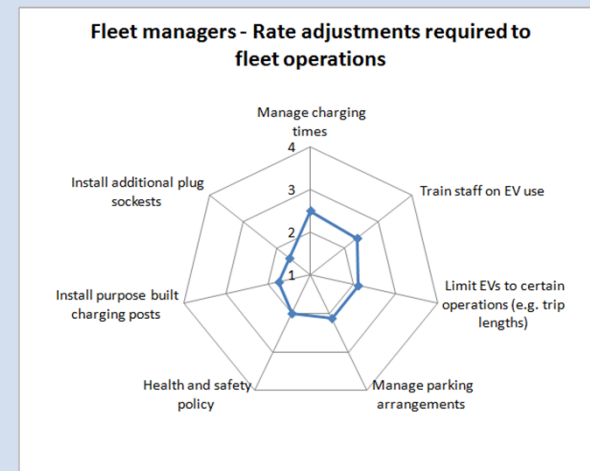 Fleet managers - Rate adjustments required to
fleet operations
Manage charging
times
4
Install additional plug
sockests
3
Train staff on EV use
2
1
Install purpose built
charging posts
Limit EVs to certain
operations (e.g. trip
lengths)
Health and safety
policy
Manage parking
arrangements